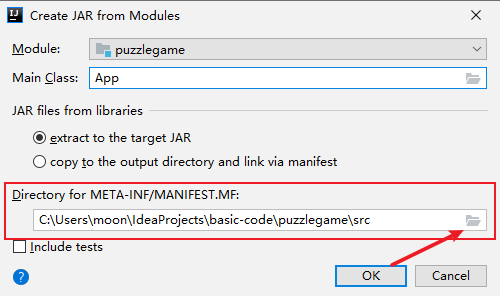 Create JAR from Modules
Module: puzzlegame
Main Class: App
JAR files from libraries
extract to the target JAR
copy to the output directory and link via manifest
Directory for META-INF/MANIFEST.MF:
C:\Users\moon\IdeaProjects\basic-code\puzzlegame\src
Include tests
? OK Cancel